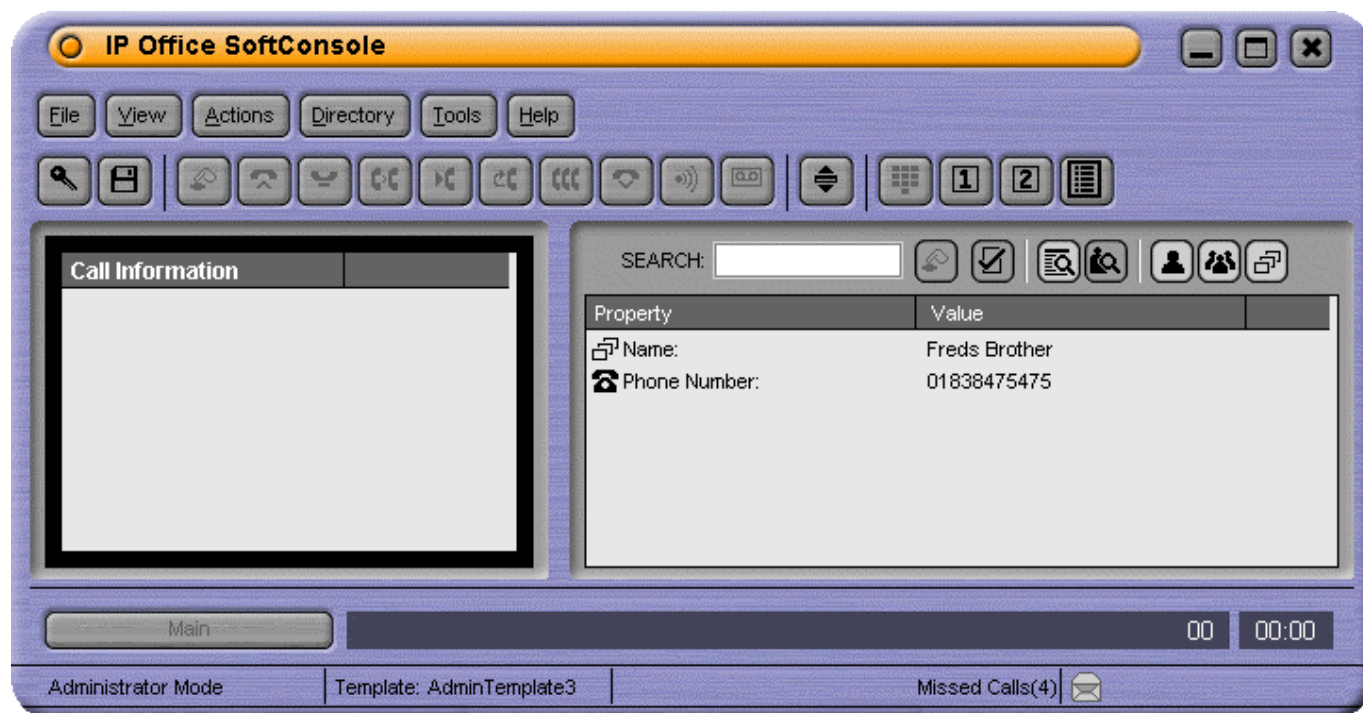 IP Office SoftConsole
File View Actions Directory Tools Help
1 2
Call Information
SEARCH:
Property Value
Name: Freds Brother
Phone Number: 01838475475
Main 00 00:00
Administrator Mode Template: AdminTemplate3 Missed Calls(4)